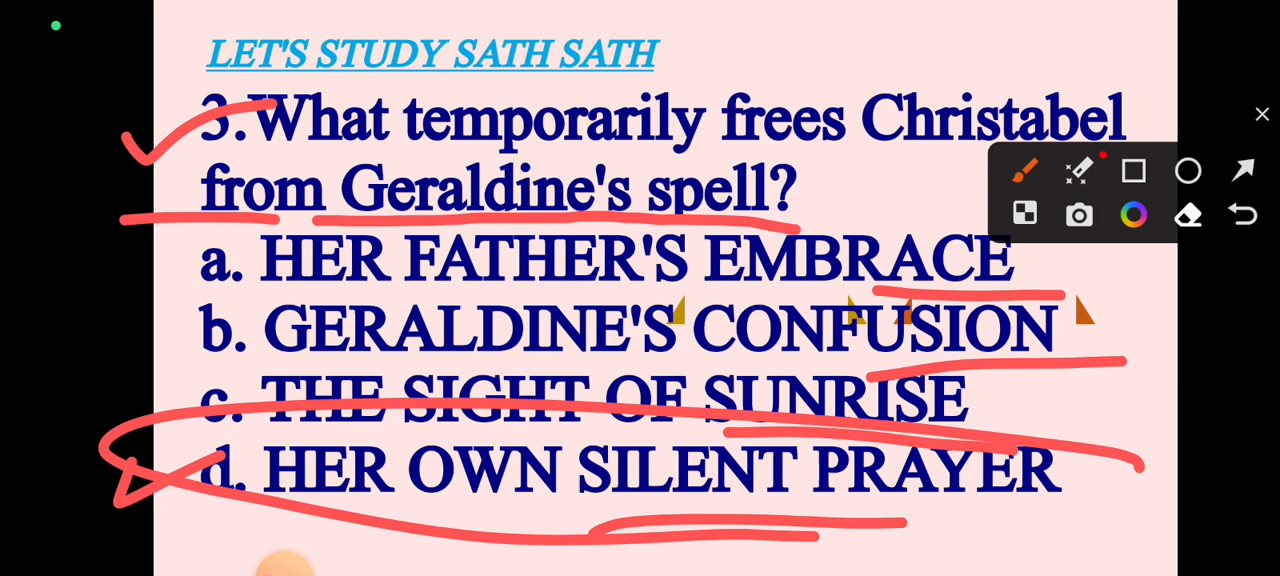 LET'S STUDY SATH SATH
3.What temporarily frees Christabel
from Geraldine's spell?
a. HER FATHER'S EMBRACE
b. GERALDINE'S CONFUSION
c. THE SIGHT OF SUNRISE
d. HER OWN SILENT PRAYER